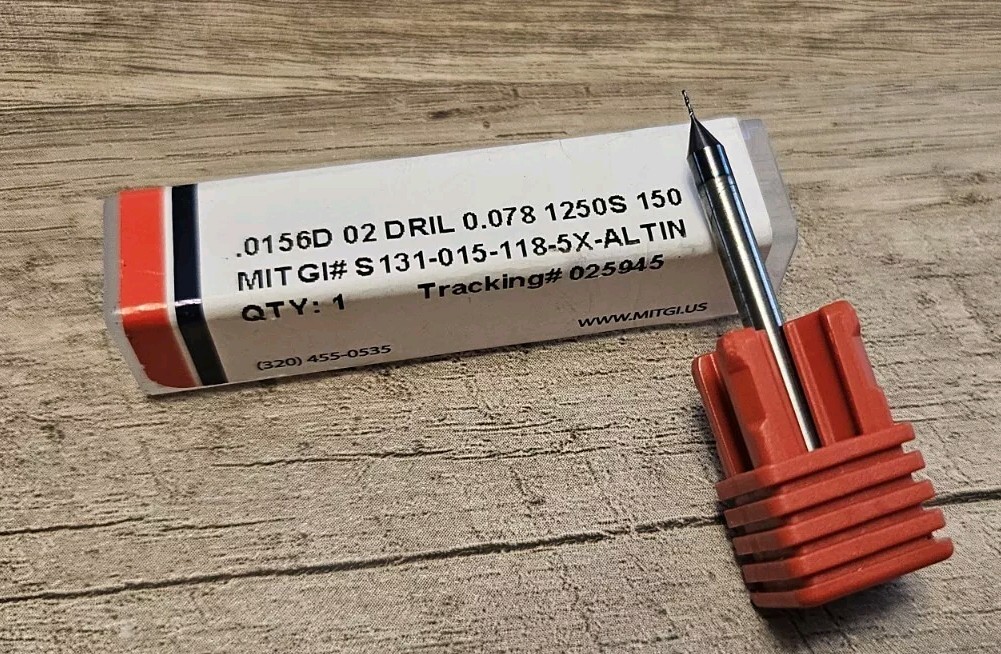 .0156D 02 DRIL 0.078 1250S 150
MITGI# S131-015-118-5X-ALTIN
QTY: 1 Tracking# 025945
WWW.MITGI.US
(320) 455-0535